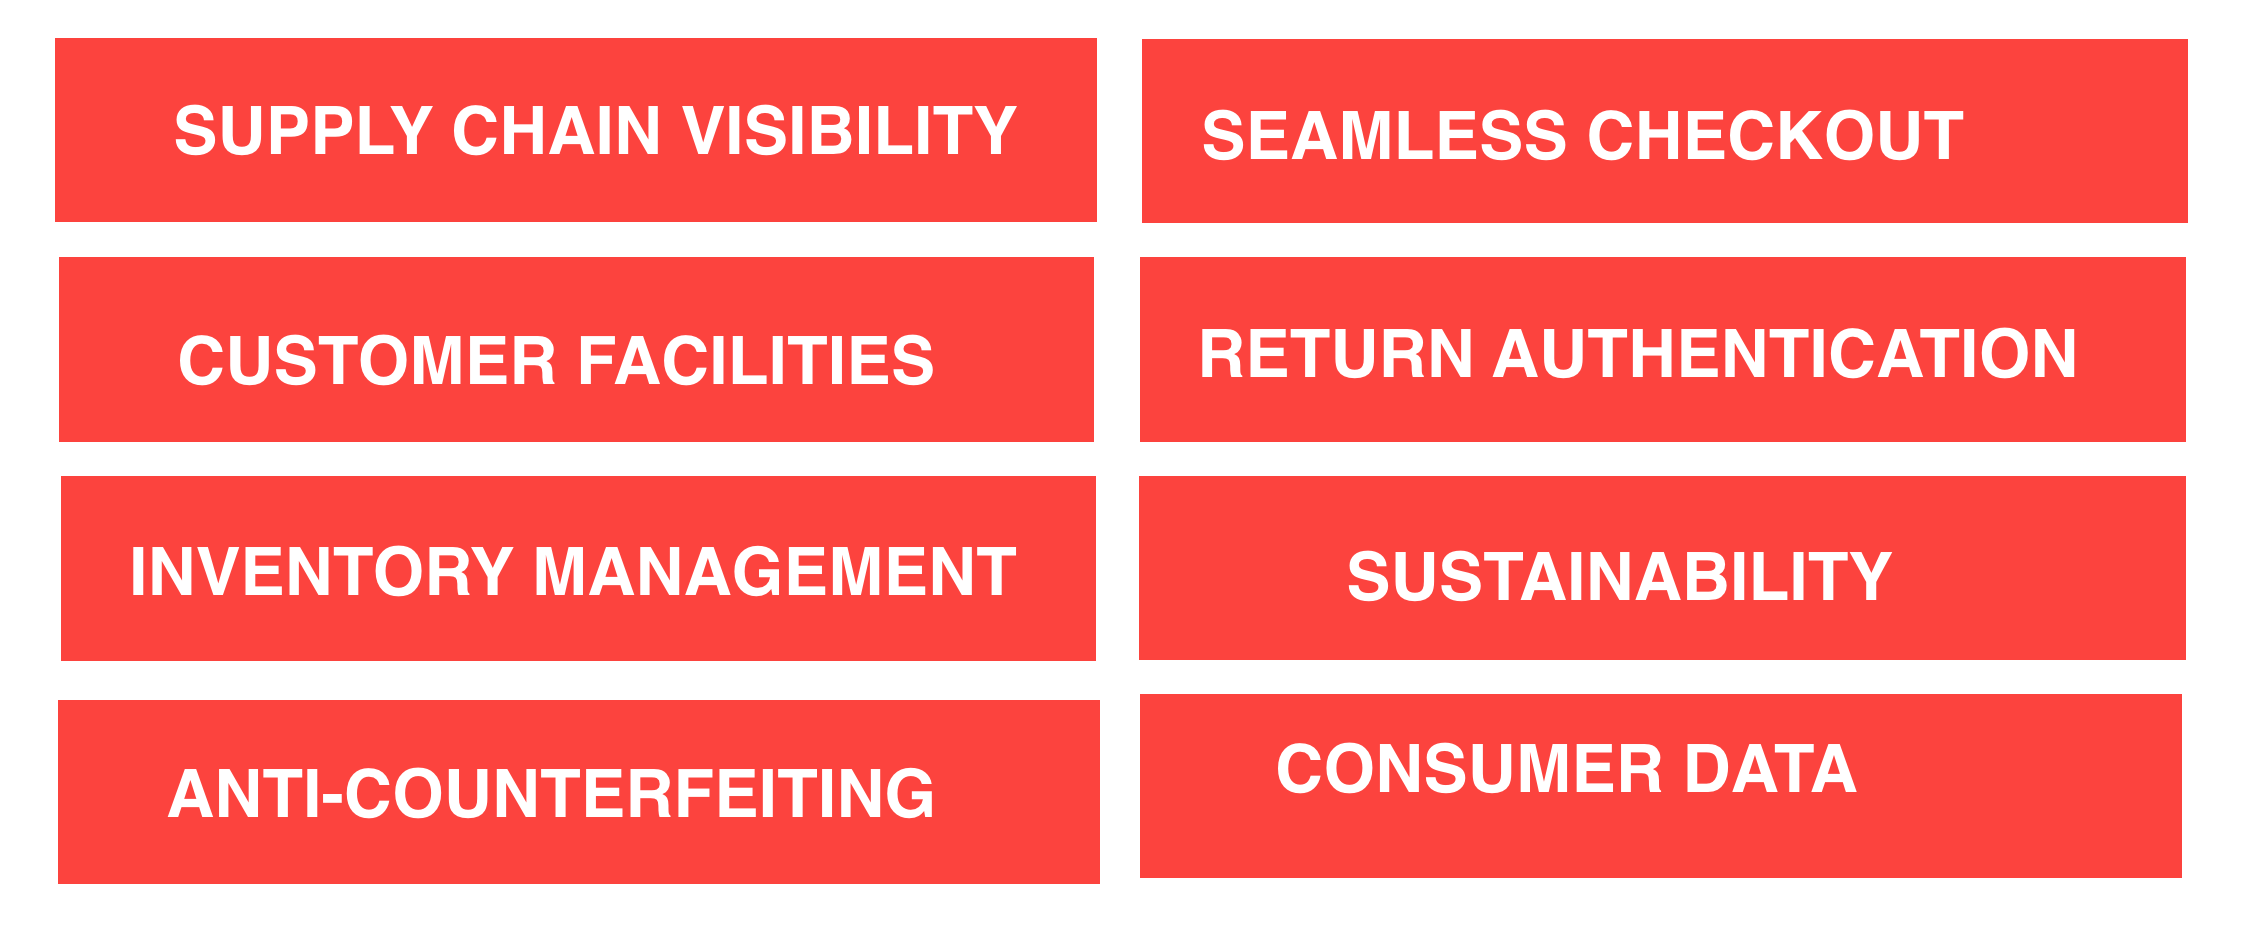 SUPPLY CHAIN VISIBILITY
SEAMLESS CHECKOUT
CUSTOMER FACILITIES
RETURN AUTHENTICATION
INVENTORY MANAGEMENT
SUSTAINABILITY
ANTI-COUNTERFEITING
CONSUMER DATA